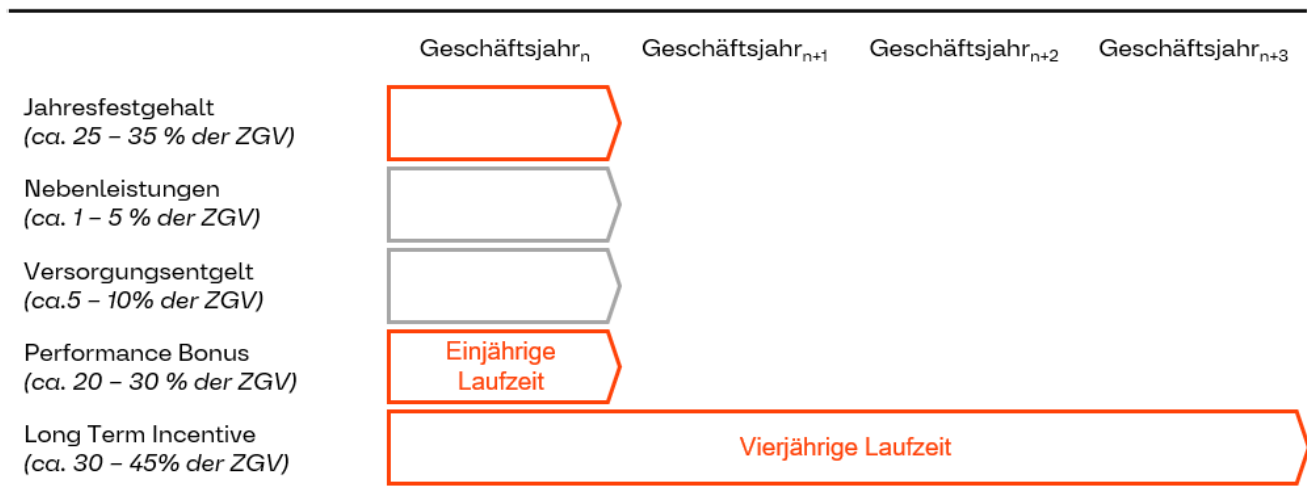 Geschäftsjahrₙ Geschäftsjahrₙ₊₁ Geschäftsjahrₙ₊₂ Geschäftsjahrₙ₊₃
Jahresfestgehalt
(ca. 25 – 35 % der ZGV)
Nebenleistungen
(ca. 1 – 5 % der ZGV)
Versorgungsentgelt
(ca.5 – 10% der ZGV)
Performance Bonus
(ca. 20 – 30 % der ZGV)
Einjährige
Laufzeit
Long Term Incentive
(ca. 30 – 45% der ZGV)
Vierjährige Laufzeit